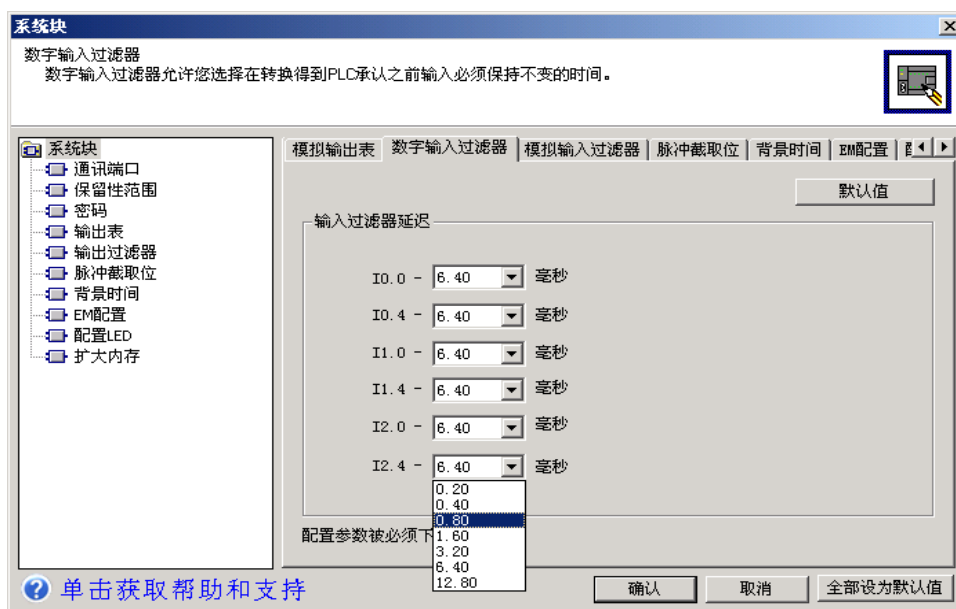 系统块
数字输入过滤器
数字输入过滤器允许您选择在转换得到PLC承认之前输入必须保持不变的时间。
系统块
通讯端口
保留性范围
密码
输出表
输出过滤器
脉冲截取位
背景时间
EM配置
配置LED
扩大内存
模拟输出表 数字输入过滤器 模拟输入过滤器 脉冲截取位 背景时间 EM配置
默认值
输入过滤器延迟
I0.0 - 6.40 毫秒
I0.4 - 6.40 毫秒
I1.0 - 6.40 毫秒
I1.4 - 6.40 毫秒
I2.0 - 6.40 毫秒
I2.4 - 6.40 毫秒
0.20
0.40
0.80
1.60
3.20
6.40
12.80
配置参数被必须下
单击获取帮助和支持
确认 取消 全部设为默认值